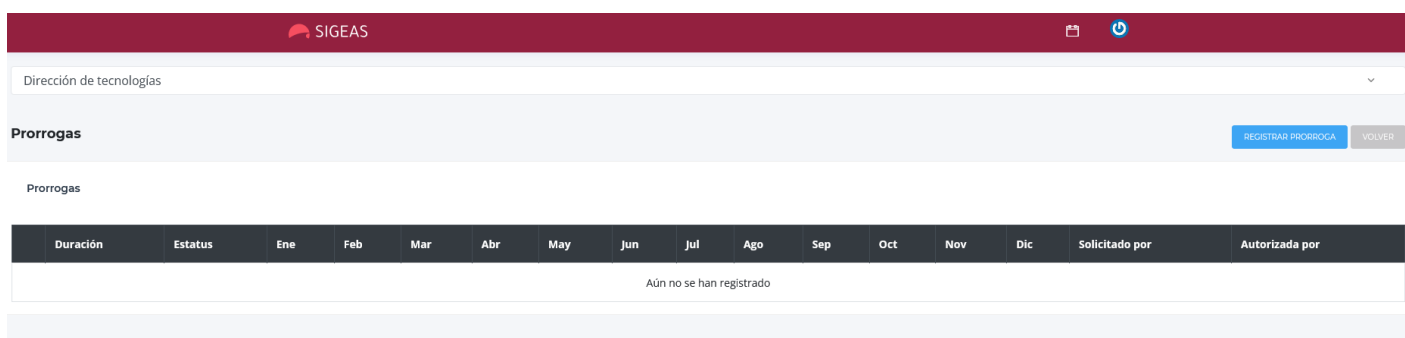 SIGEAS
Dirección de tecnologías
Prorrogas
REGISTRAR PRORROGA VOLVER
Prorrogas
Duración Estatus Ene Feb Mar Abr May Jun Jul Ago Sep Oct Nov Dic Solicitado por Autorizada por
Aún no se han registrado